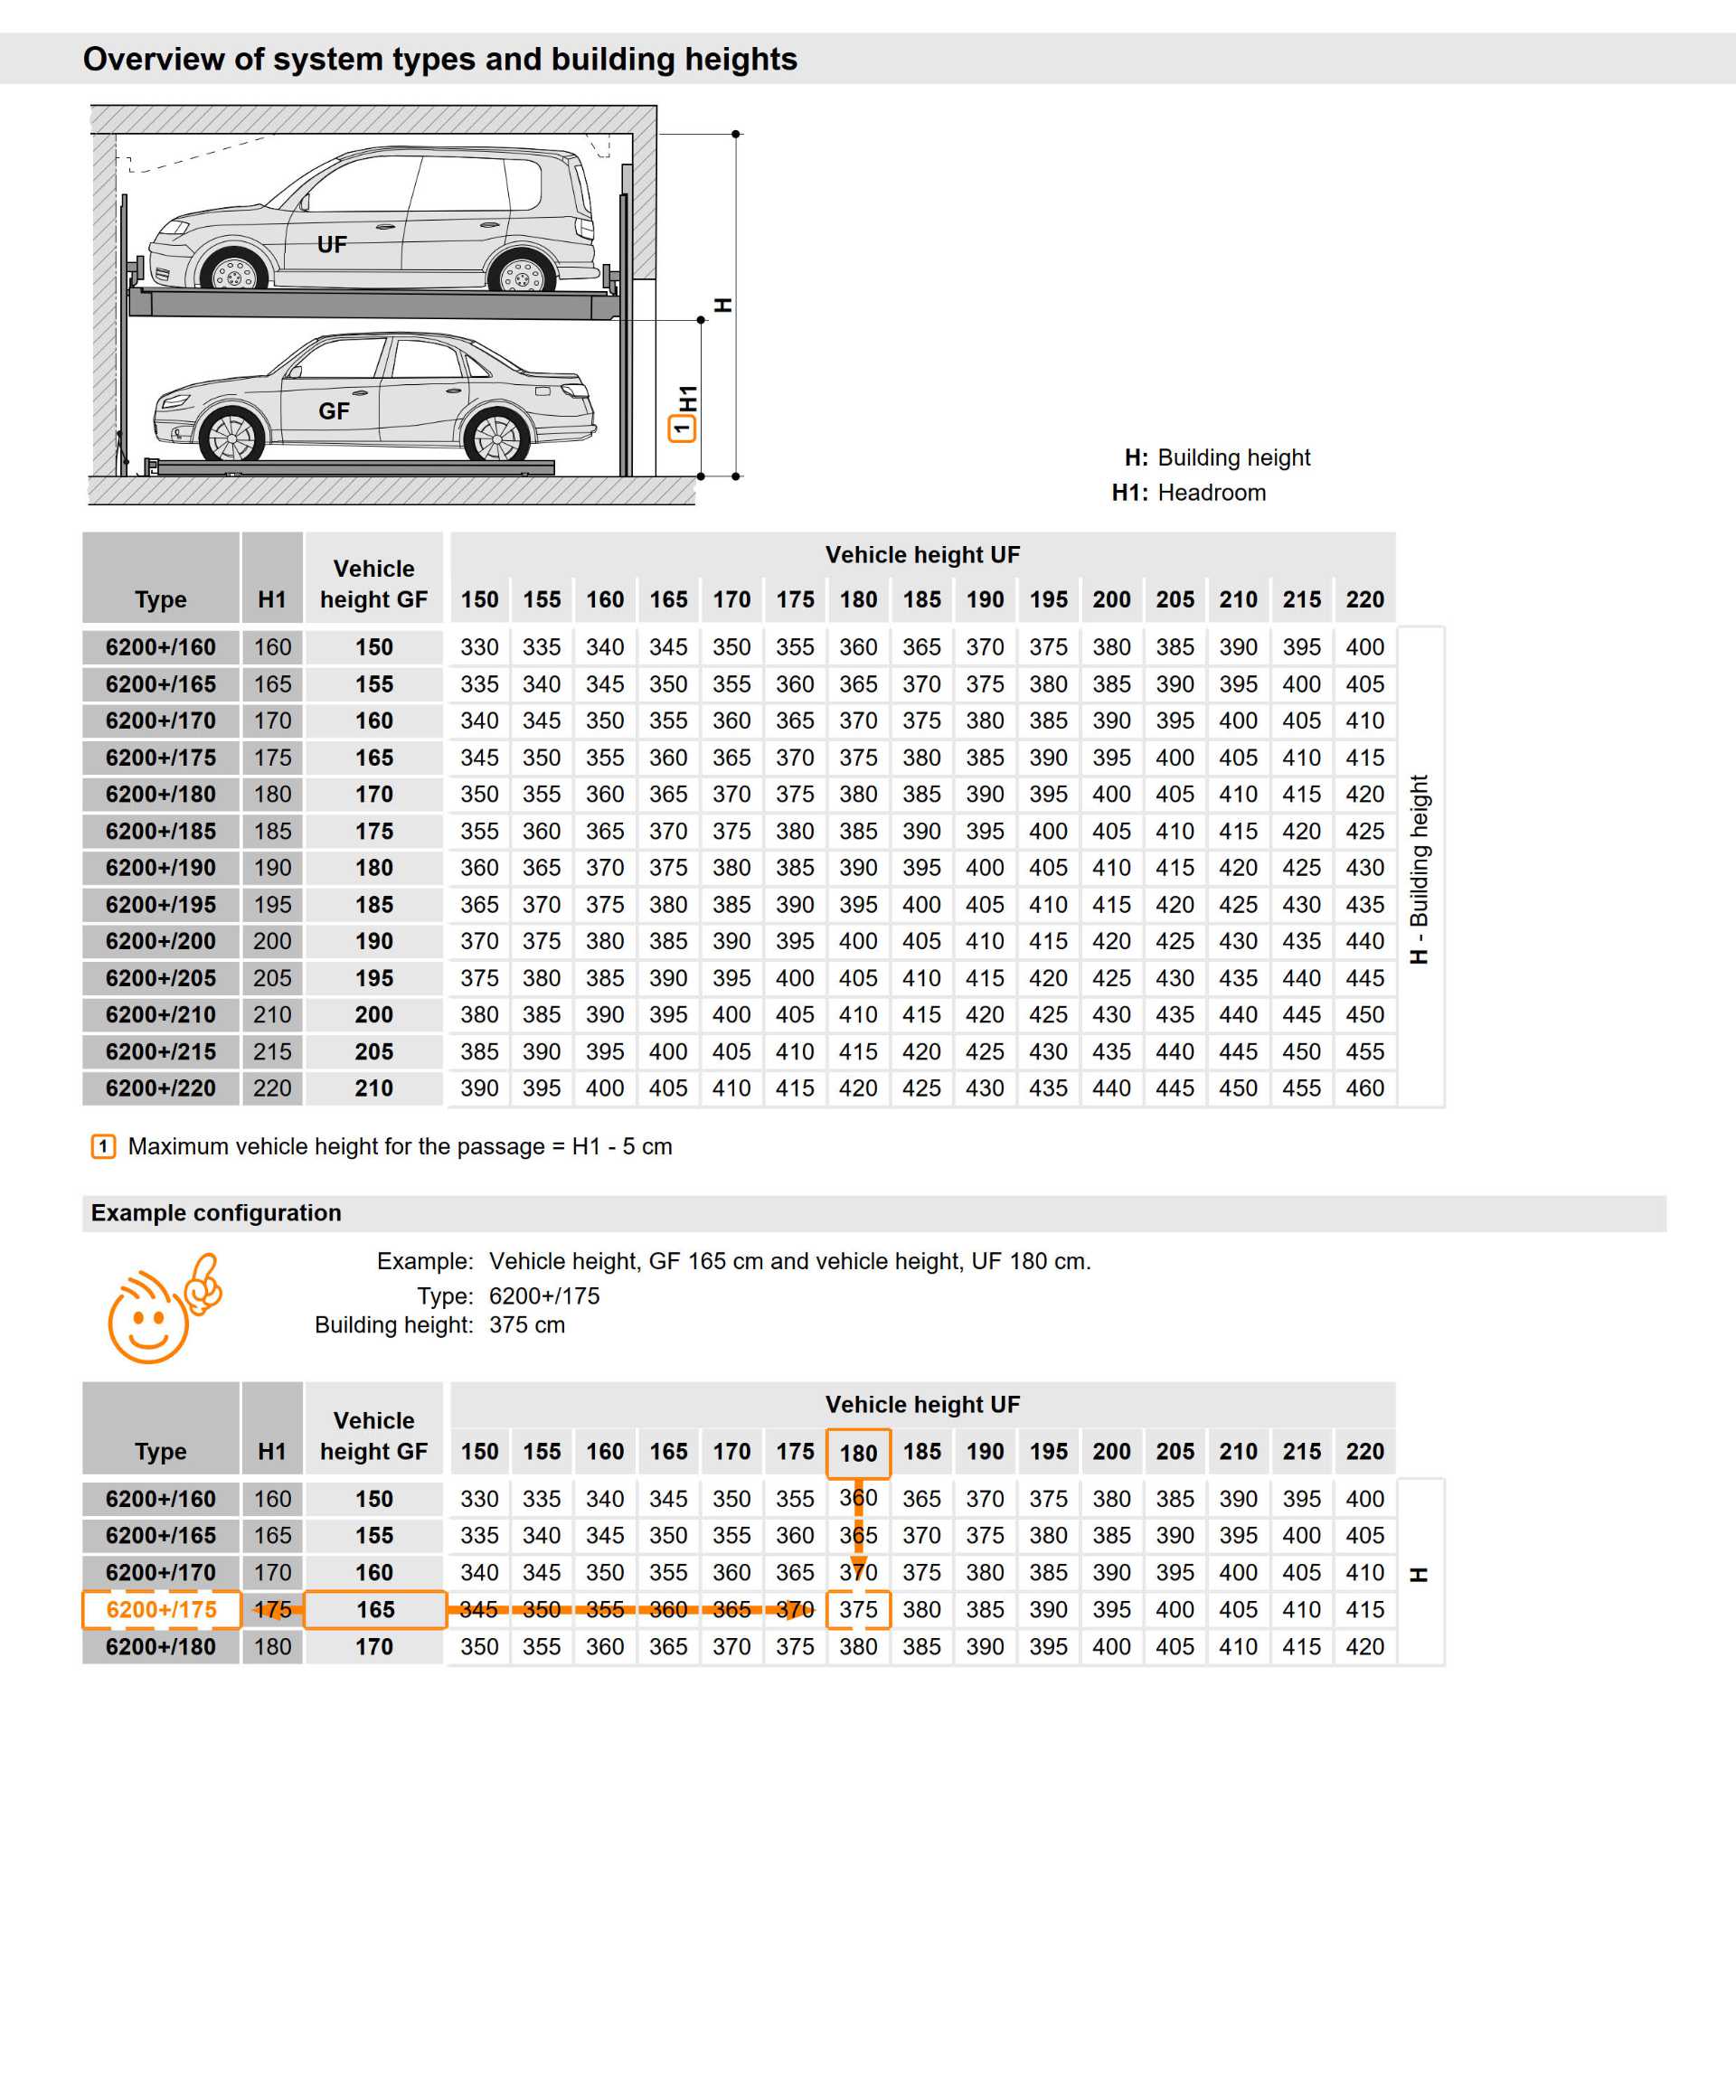 Overview of system types and building heights
UF
GF
H
H1
1
H: Building height
H1: Headroom
Vehicle height UF
Type H1 Vehicle height GF 150 155 160 165 170 175 180 185 190 195 200 205 210 215 220
6200+/160 160 150 330 335 340 345 350 355 360 365 370 375 380 385 390 395 400
6200+/165 165 155 335 340 345 350 355 360 365 370 375 380 385 390 395 400 405
6200+/170 170 160 340 345 350 355 360 365 370 375 380 385 390 395 400 405 410
6200+/175 175 165 345 350 355 360 365 370 375 380 385 390 395 400 405 410 415
6200+/180 180 170 350 355 360 365 370 375 380 385 390 395 400 405 410 415 420
6200+/185 185 175 355 360 365 370 375 380 385 390 395 400 405 410 415 420 425
6200+/190 190 180 360 365 370 375 380 385 390 395 400 405 410 415 420 425 430
6200+/195 195 185 365 370 375 380 385 390 395 400 405 410 415 420 425 430 435
6200+/200 200 190 370 375 380 385 390 395 400 405 410 415 420 425 430 435 440
6200+/205 205 195 375 380 385 390 395 400 405 410 415 420 425 430 435 440 445
6200+/210 210 200 380 385 390 395 400 405 410 415 420 425 430 435 440 445 450
6200+/215 215 205 385 390 395 400 405 410 415 420 425 430 435 440 445 450 455
6200+/220 220 210 390 395 400 405 410 415 420 425 430 435 440 445 450 455 460
H - Building height
1 Maximum vehicle height for the passage = H1 - 5 cm
Example configuration
Example: Vehicle height, GF 165 cm and vehicle height, UF 180 cm.
Type: 6200+/175
Building height: 375 cm
Vehicle height UF
Type H1 Vehicle height GF 150 155 160 165 170 175 180 185 190 195 200 205 210 215 220
6200+/160 160 150 330 335 340 345 350 355 360 365 370 375 380 385 390 395 400
6200+/165 165 155 335 340 345 350 355 360 365 370 375 380 385 390 395 400 405
6200+/170 170 160 340 345 350 355 360 365 370 375 380 385 390 395 400 405 410
6200+/175 175 165 345 350 355 360 365 370 375 380 385 390 395 400 405 410 415
6200+/180 180 170 350 355 360 365 370 375 380 385 390 395 400 405 410 415 420
H